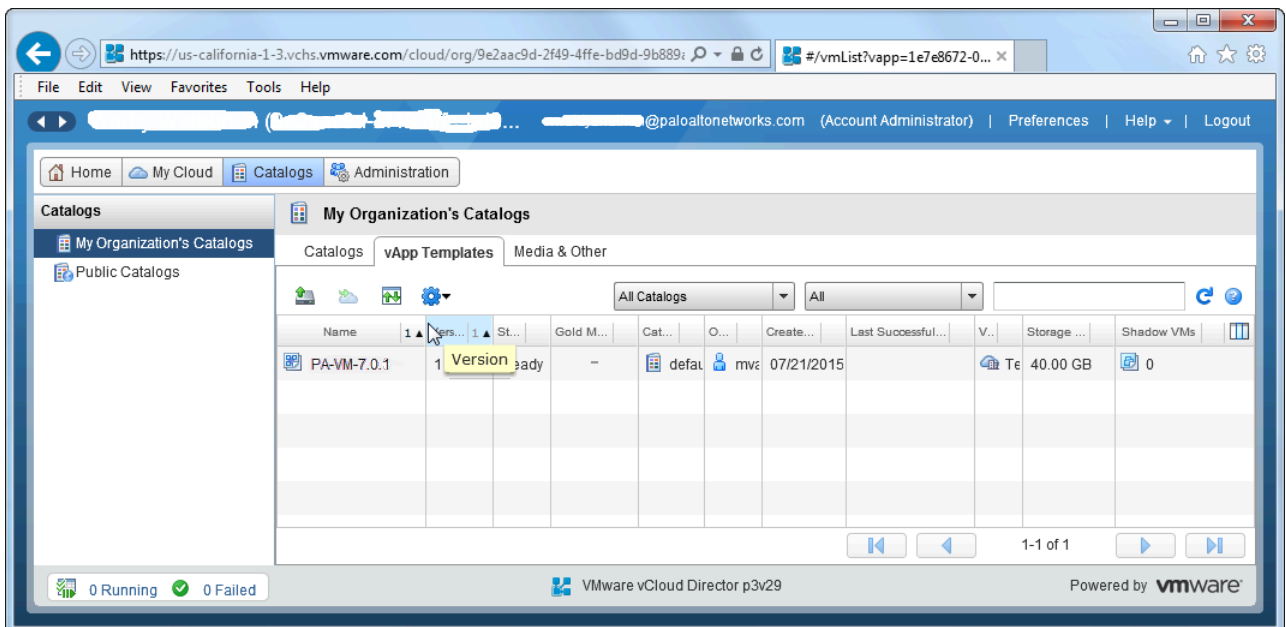 https://us-california-1-3.vchs.vmware.com/cloud/org/9e2aac9d-2f49-4ffe-bd9d-9b889a
#/vmList?vapp=1e7e8672-0...
File Edit View Favorites Tools Help
@paloaltonetworks.com (Account Administrator) | Preferences | Help | Logout
Home My Cloud Catalogs Administration
Catalogs
My Organization's Catalogs
Public Catalogs
My Organization's Catalogs
Catalogs vApp Templates Media & Other
All Catalogs All
Name 1 ▲ Vers... 1 ▲ St... Gold M... Cat... O... Create... Last Successful... V.. Storage ... Shadow VMs
PA-VM-7.0.1 1 eady – defau mva 07/21/2015 Te 40.00 GB 0
Version
1-1 of 1
0 Running 0 Failed
VMware vCloud Director p3v29
Powered by vmware